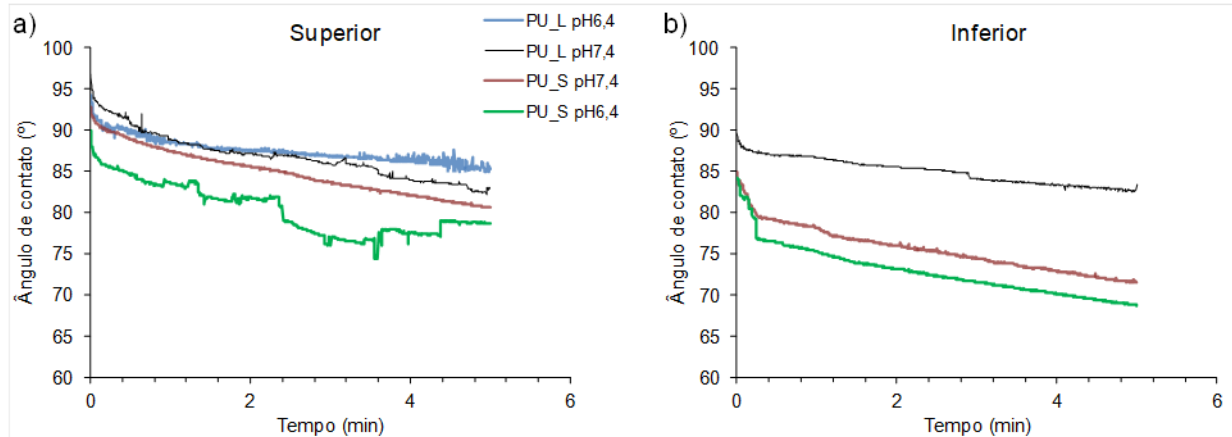 a)
Superior
PU_L pH6,4
PU_L pH7,4
PU_S pH7,4
PU_S pH6,4
100
95
90
85
80
75
70
65
60
Ângulo de contato (º)
0
2
4
6
Tempo (min)
b)
Inferior
100
95
90
85
80
75
70
65
60
Ângulo de contato (º)
0
2
4
6
Tempo (min)